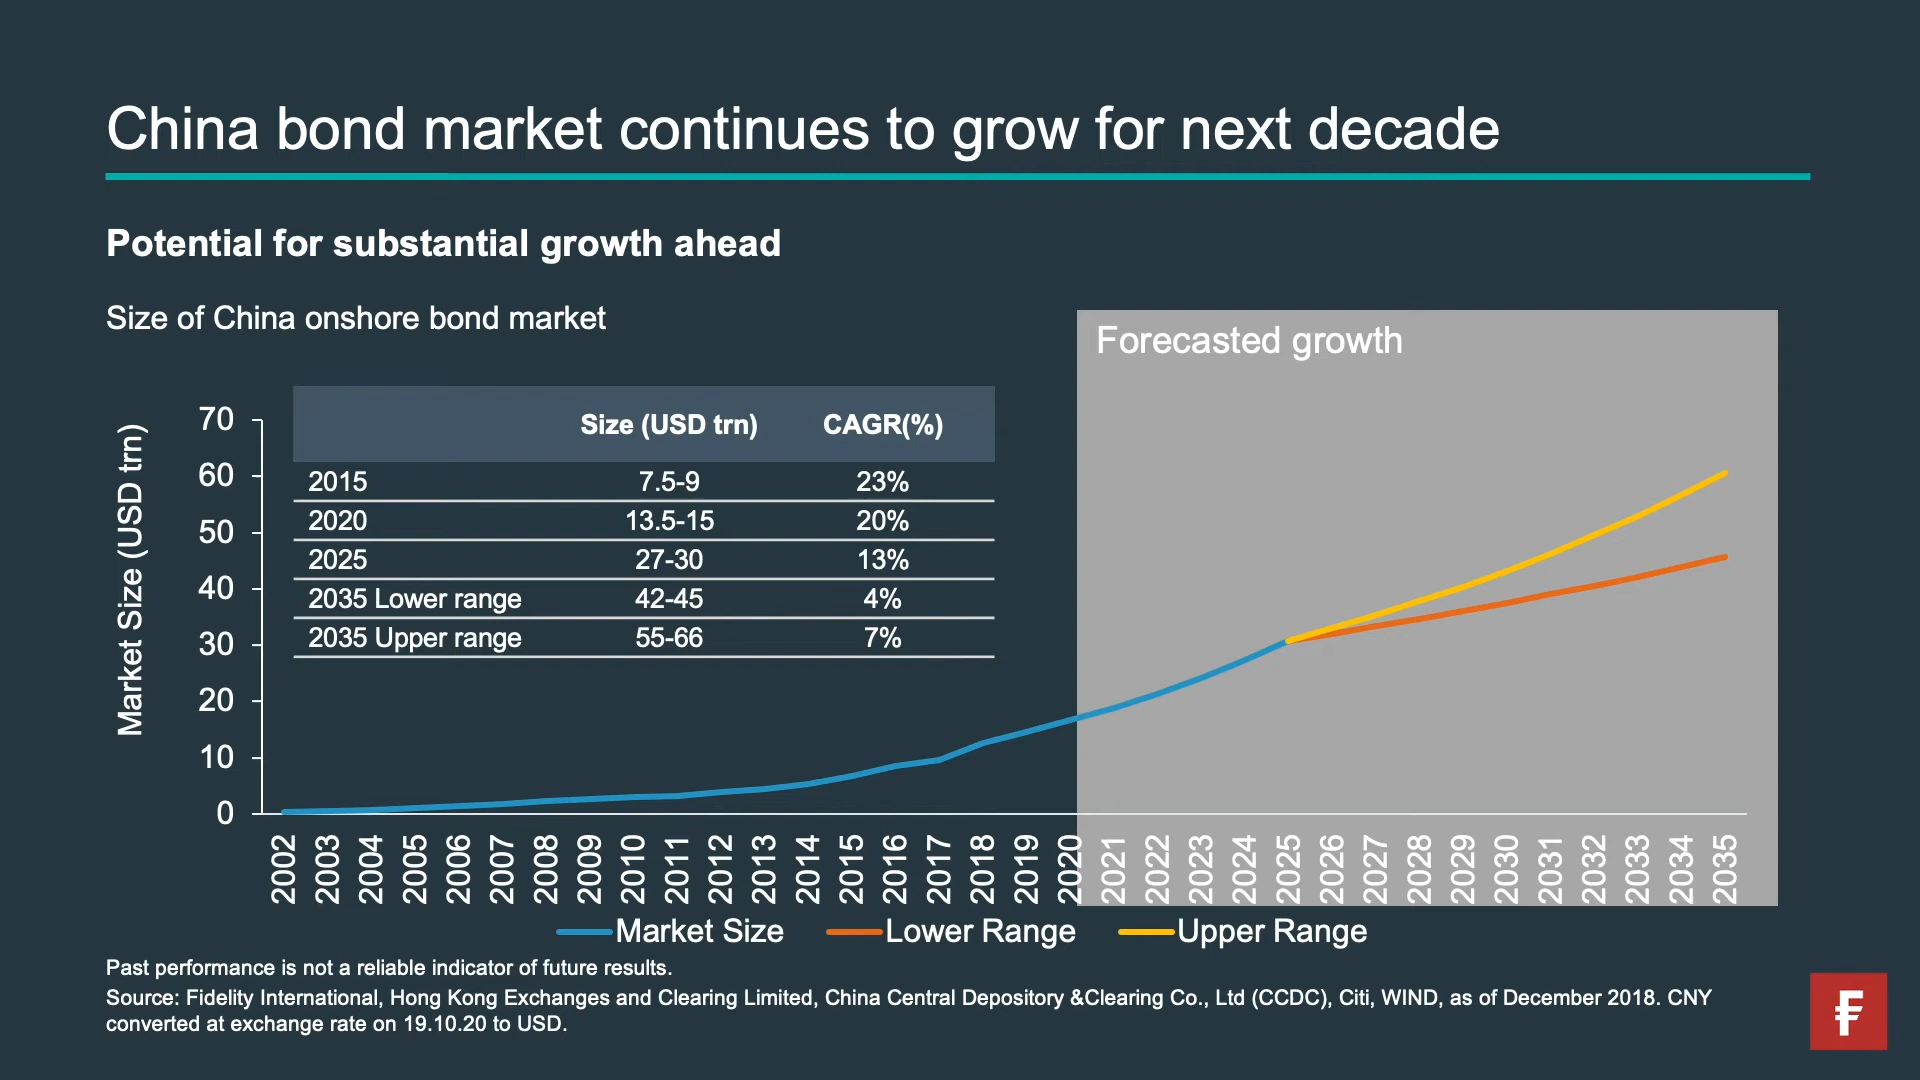 China bond market continues to grow for next decade
Potential for substantial growth ahead
Size of China onshore bond market
Forecasted growth
Market Size (USD trn)
70
60
50
40
30
20
10
0
Size (USD trn) CAGR(%)
2015 7.5-9 23%
2020 13.5-15 20%
2025 27-30 13%
2035 Lower range 42-45 4%
2035 Upper range 55-66 7%
2002 2003 2004 2005 2006 2007 2008 2009 2010 2011 2012 2013 2014 2015 2016 2017 2018 2019 2020 2021 2022 2023 2024 2025 2026 2027 2028 2029 2030 2031 2032 2033 2034 2035
Market Size Lower Range Upper Range
Past performance is not a reliable indicator of future results.
Source: Fidelity International, Hong Kong Exchanges and Clearing Limited, China Central Depository &Clearing Co., Ltd (CCDC), Citi, WIND, as of December 2018. CNY
converted at exchange rate on 19.10.20 to USD.